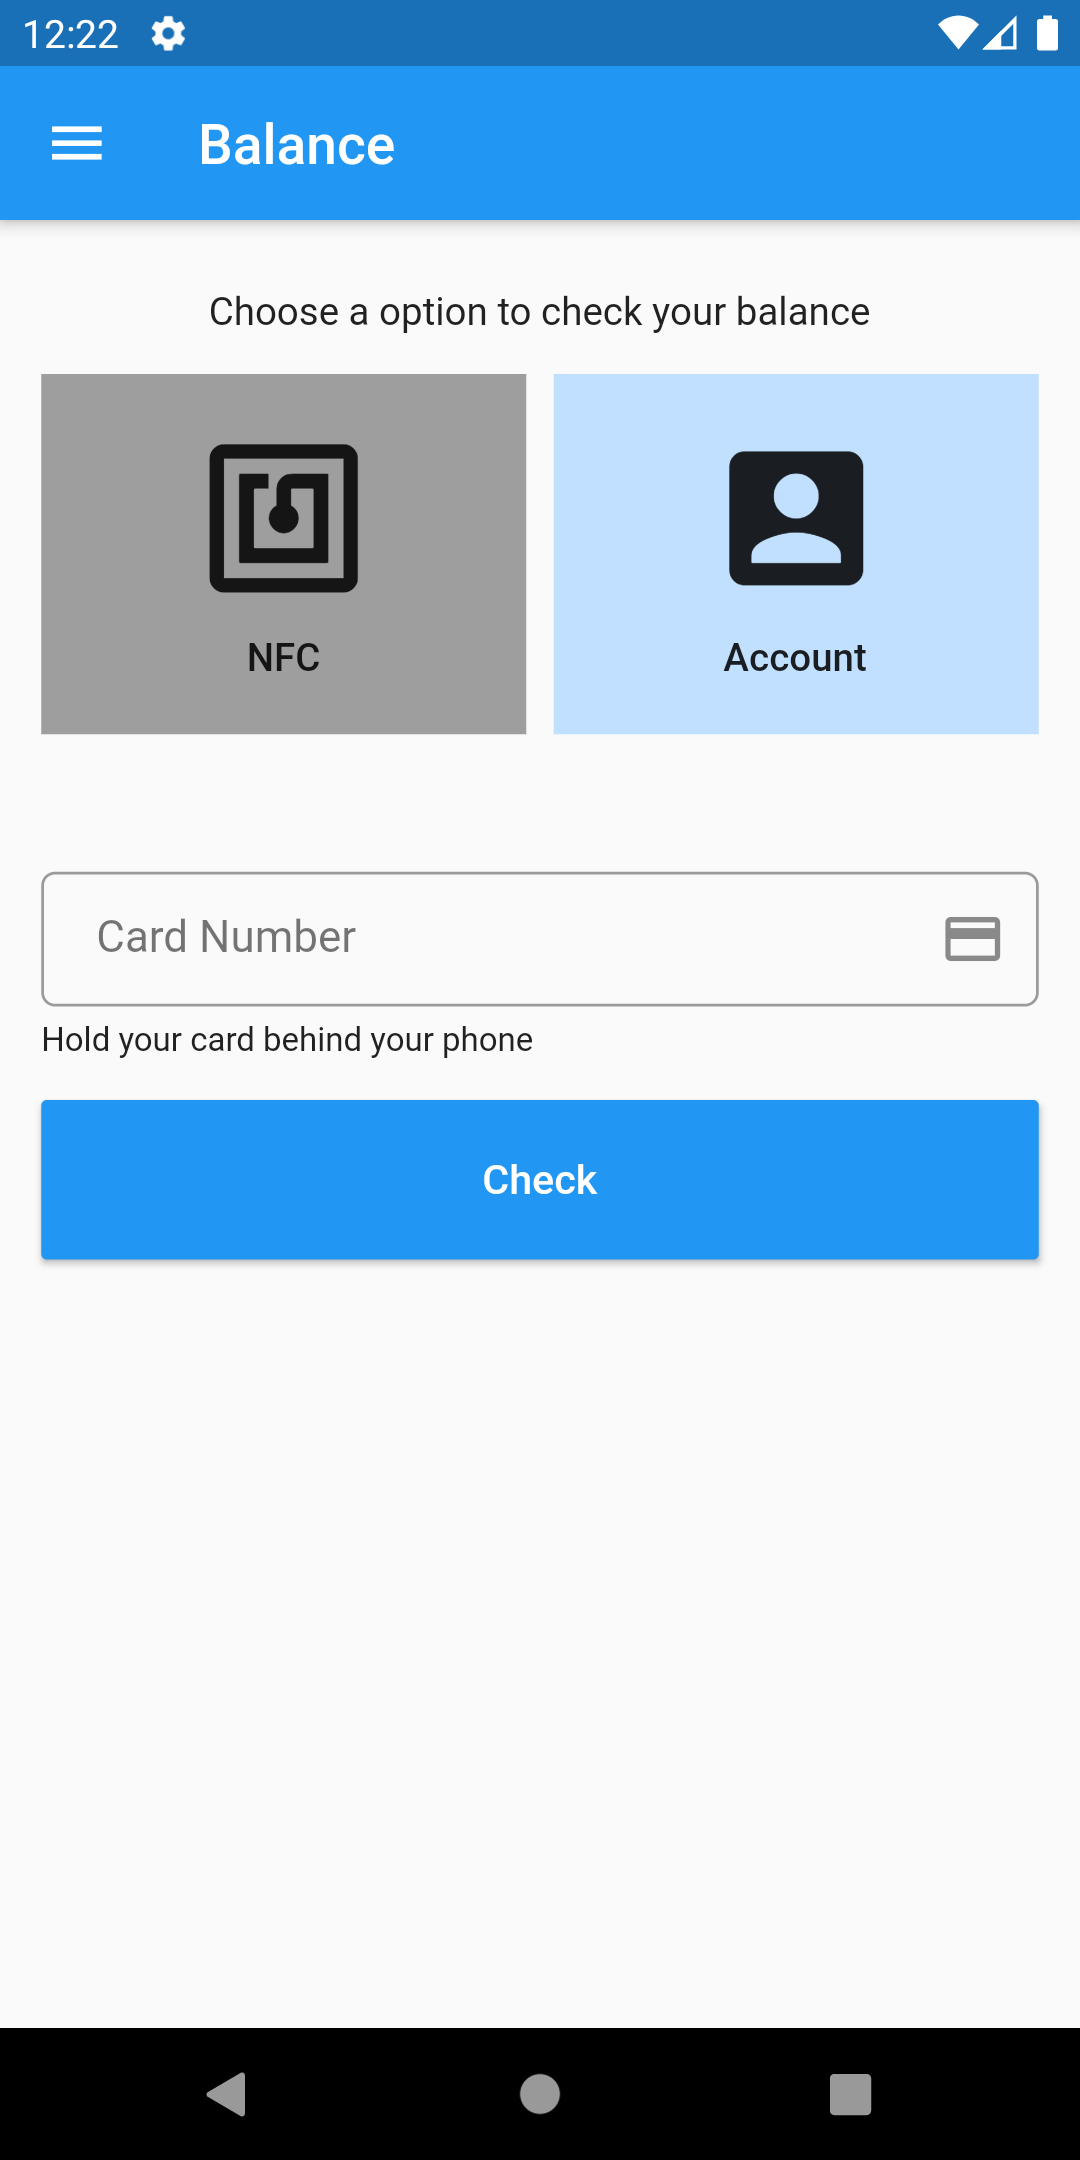 12:22
Balance
Choose a option to check your balance
NFC
Account
Card Number
Hold your card behind your phone
Check